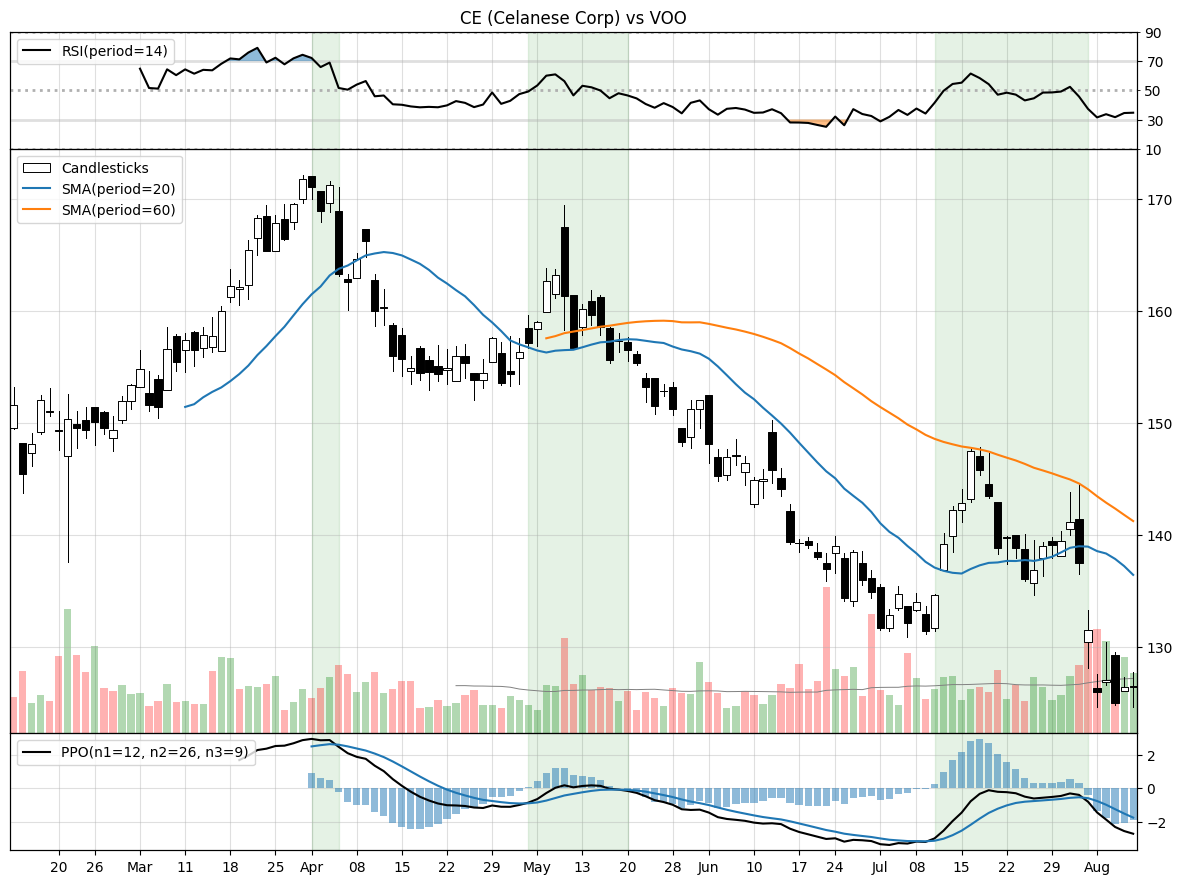 CE (Celanese Corp) vs VOO
RSI(period=14)
90
70
50
30
10
Candlesticks
SMA(period=20)
SMA(period=60)
170
160
150
140
130
PPO(n1=12, n2=26, n3=9)
2
0
−2
20 26 Mar 11 18 25 Apr 08 15 22 29 May 13 20 Jun 10 17 24 Jul 08 15 22 29 Aug